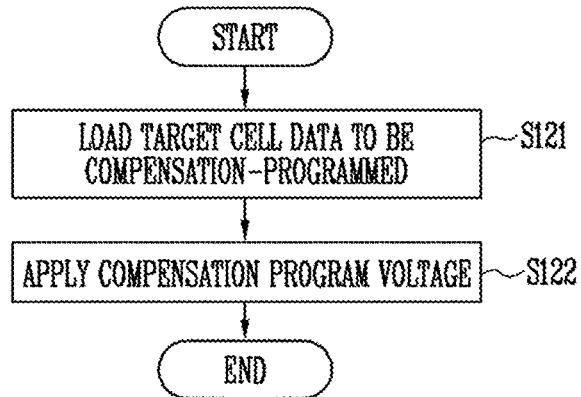 START
LOAD TARGET CELL DATA TO BE
COMPENSATION-PROGRAMMED
S121
APPLY COMPENSATION PROGRAM VOLTAGE
S122
END